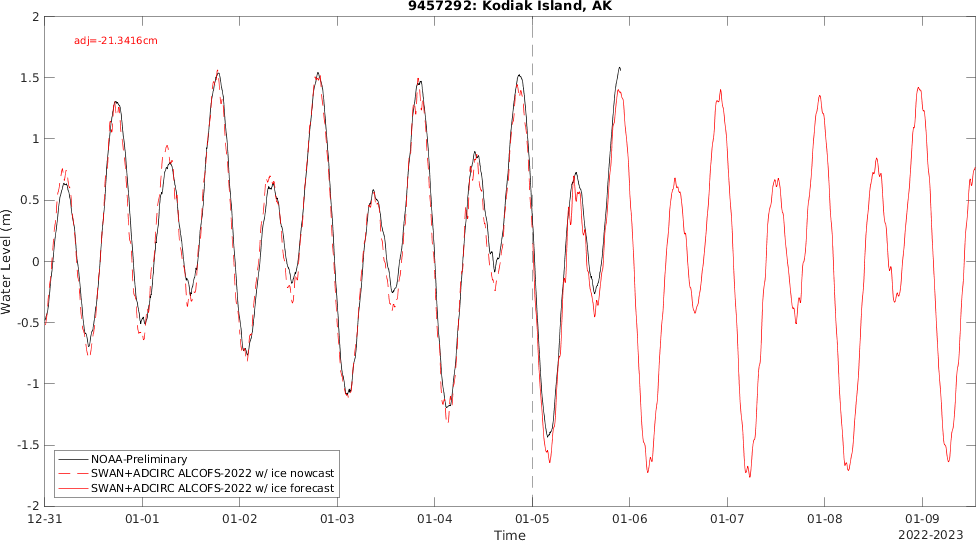 9457292: Kodiak Island, AK
adj=-21.3416cm
2
1.5
1
0.5
0
-0.5
-1
-1.5
-2
Water Level (m)
NOAA-Preliminary
SWAN+ADCIRC ALCOFS-2022 w/ ice nowcast
SWAN+ADCIRC ALCOFS-2022 w/ ice forecast
12-31 01-01 01-02 01-03 01-04 01-05 01-06 01-07 01-08 01-09
Time
2022-2023